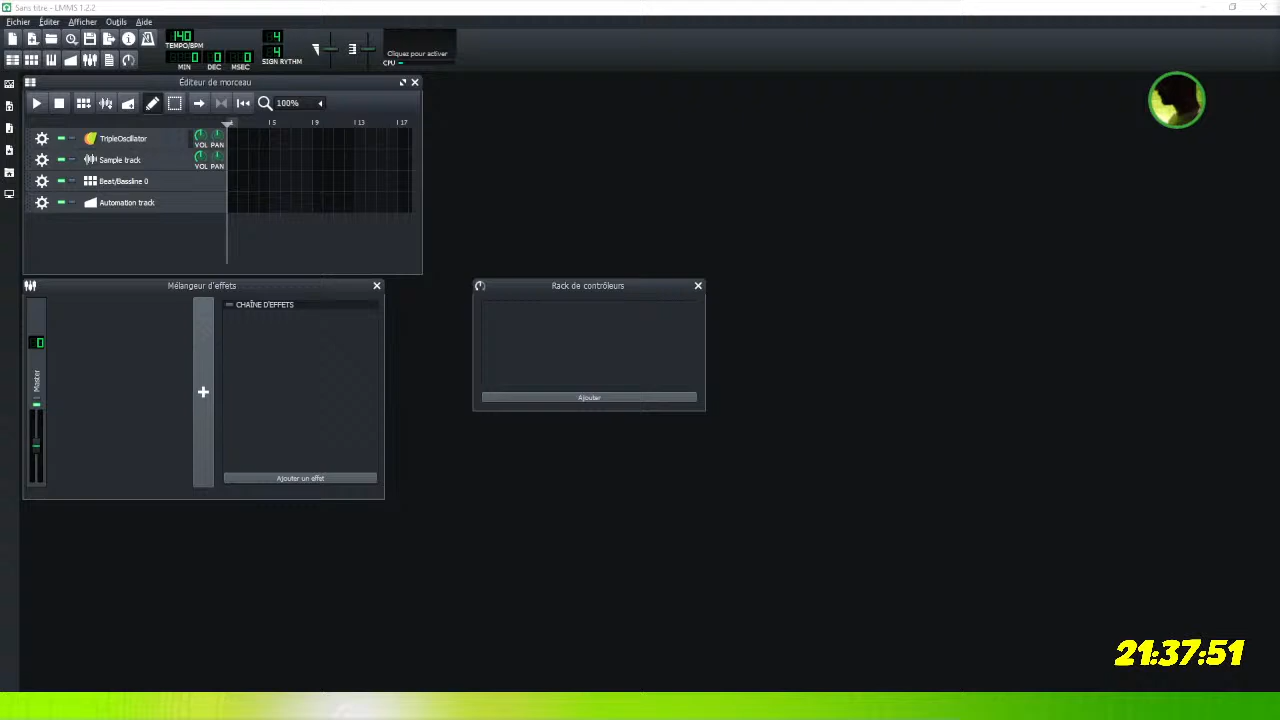 Sans titre - LMMS 1.2.2
Fichier Éditer Afficher Outils Aide
140
TEMPO/BPM
0 0 0
MIN DEC MSEC
4
4
SIGN RYTHM
Cliquez pour activer
CPU
Éditeur de morceau
100%
1 5 9 13 17
TripleOscillator
VOL PAN
Sample track
VOL PAN
Beat/Bassline 0
Automation track
Mélangeur d'effets
CHAÎNE D'EFFETS
0
Master
Ajouter un effet
Rack de contrôleurs
Ajouter
21:37:51